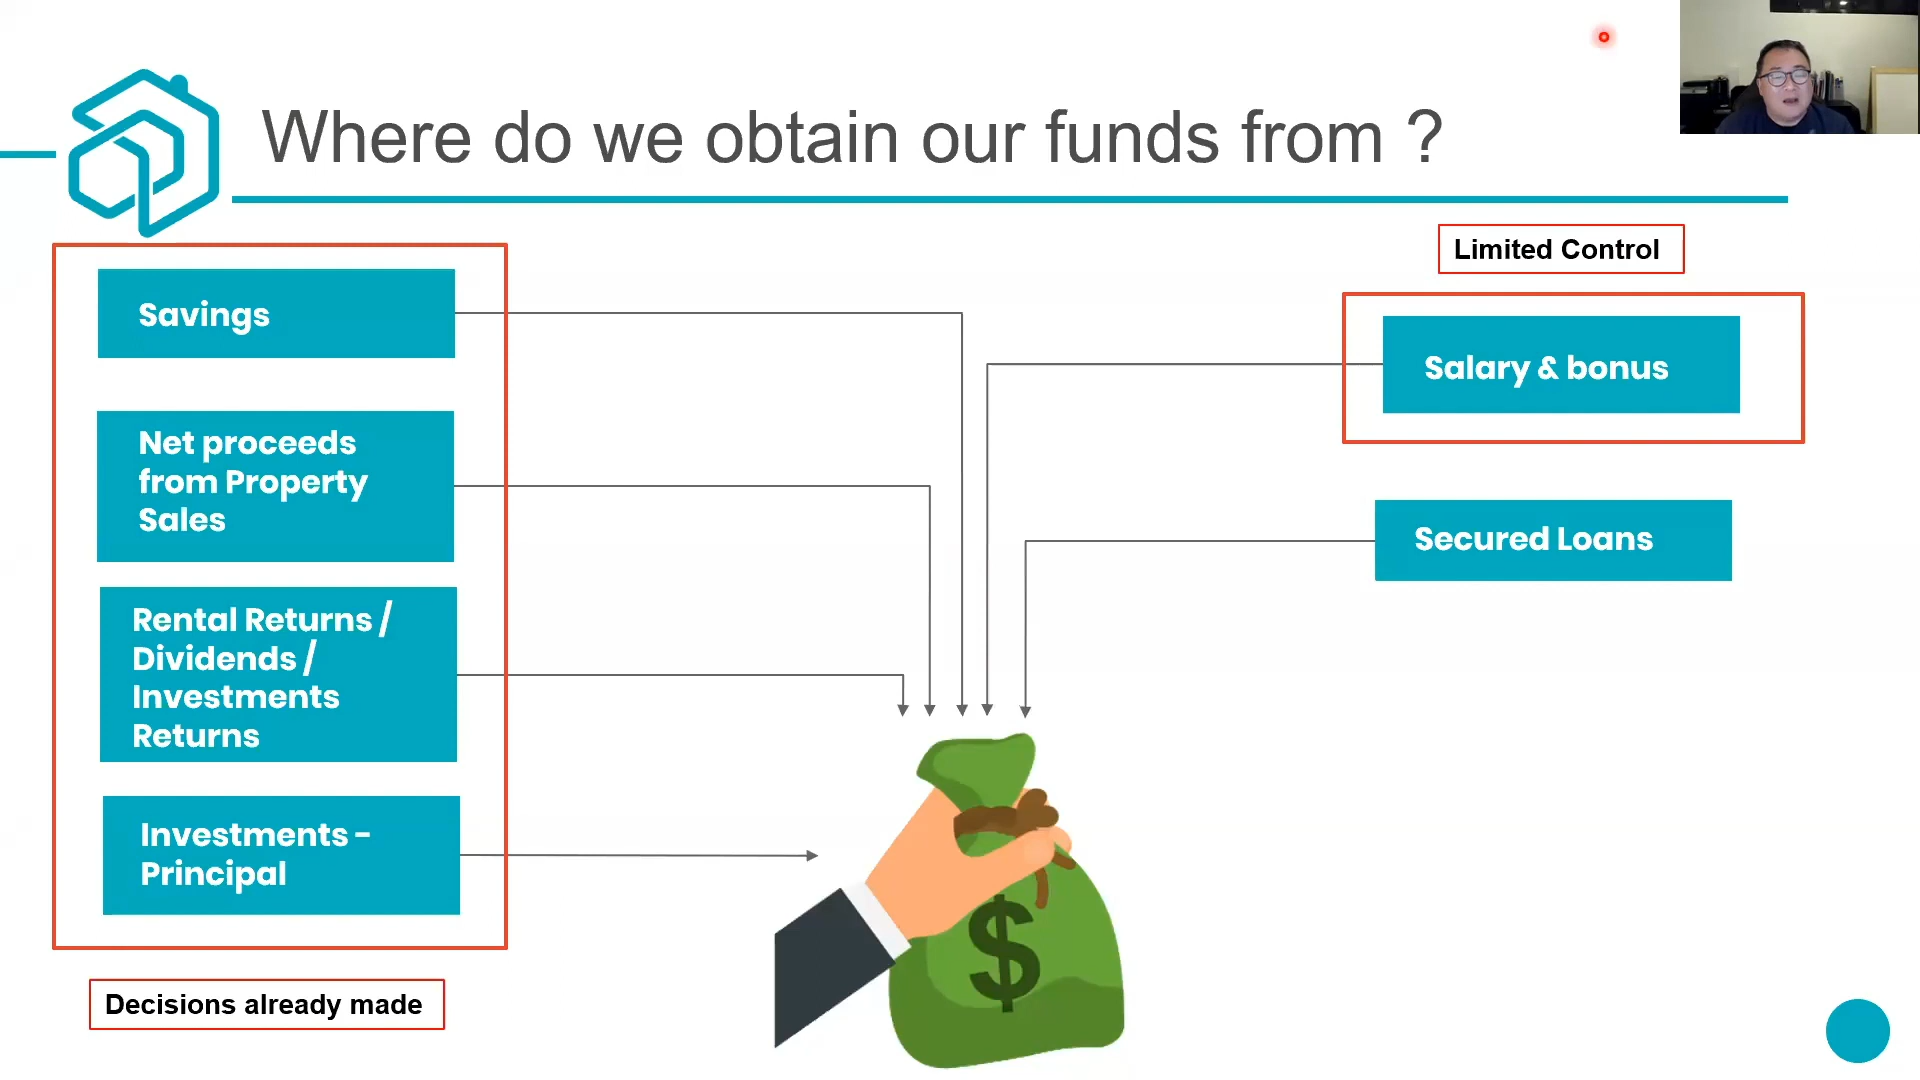 Where do we obtain our funds from ?
Savings
Net proceeds
from Property
Sales
Rental Returns /
Dividends /
Investments
Returns
Investments -
Principal
Decisions already made
Limited Control
Salary & bonus
Secured Loans
$